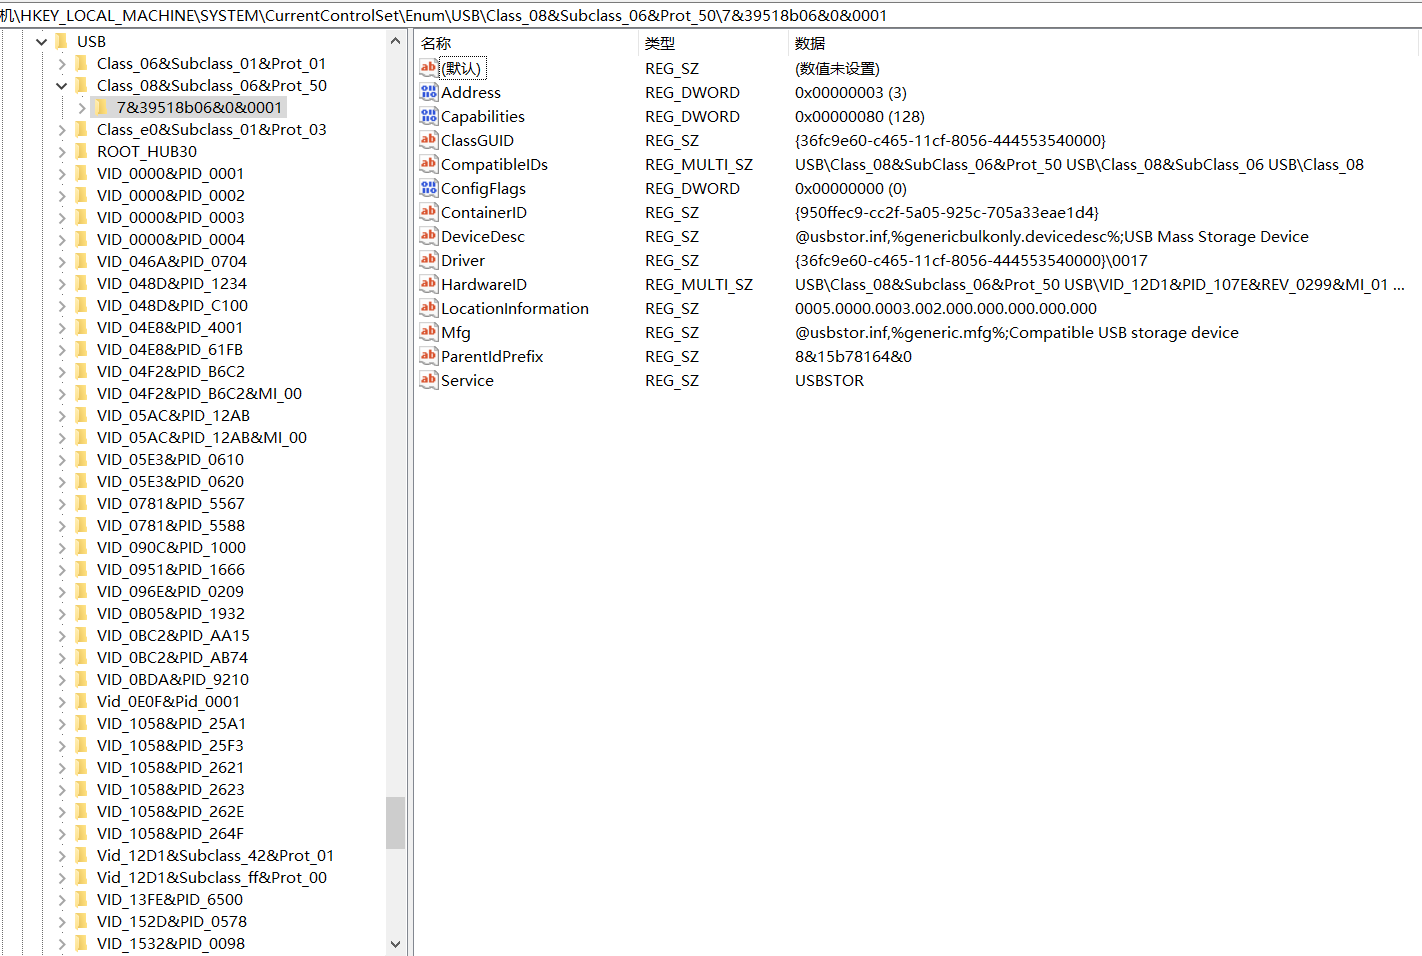 机\HKEY_LOCAL_MACHINE\SYSTEM\CurrentControlSet\Enum\USB\Class_08&Subclass_06&Prot_50\7&39518b06&0&0001
USB
Class_06&Subclass_01&Prot_01
Class_08&Subclass_06&Prot_50
7&39518b06&0&0001
Class_e0&Subclass_01&Prot_03
ROOT_HUB30
VID_0000&PID_0001
VID_0000&PID_0002
VID_0000&PID_0003
VID_0000&PID_0004
VID_046A&PID_0704
VID_048D&PID_1234
VID_048D&PID_C100
VID_04E8&PID_4001
VID_04E8&PID_61FB
VID_04F2&PID_B6C2
VID_04F2&PID_B6C2&MI_00
VID_05AC&PID_12AB
VID_05AC&PID_12AB&MI_00
VID_05E3&PID_0610
VID_05E3&PID_0620
VID_0781&PID_5567
VID_0781&PID_5588
VID_090C&PID_1000
VID_0951&PID_1666
VID_096E&PID_0209
VID_0B05&PID_1932
VID_0BC2&PID_AA15
VID_0BC2&PID_AB74
VID_0BDA&PID_9210
Vid_0E0F&Pid_0001
VID_1058&PID_25A1
VID_1058&PID_25F3
VID_1058&PID_2621
VID_1058&PID_2623
VID_1058&PID_262E
VID_1058&PID_264F
Vid_12D1&Subclass_42&Prot_01
Vid_12D1&Subclass_ff&Prot_00
VID_13FE&PID_6500
VID_152D&PID_0578
VID_1532&PID_0098
名称 类型 数据
(默认) REG_SZ (数值未设置)
Address REG_DWORD 0x00000003 (3)
Capabilities REG_DWORD 0x00000080 (128)
ClassGUID REG_SZ {36fc9e60-c465-11cf-8056-444553540000}
CompatibleIDs REG_MULTI_SZ USB\Class_08&SubClass_06&Prot_50 USB\Class_08&SubClass_06 USB\Class_08
ConfigFlags REG_DWORD 0x00000000 (0)
ContainerID REG_SZ {950ffec9-cc2f-5a05-925c-705a33eae1d4}
DeviceDesc REG_SZ @usbstor.inf,%genericbulkonly.devicedesc%;USB Mass Storage Device
Driver REG_SZ {36fc9e60-c465-11cf-8056-444553540000}\0017
HardwareID REG_MULTI_SZ USB\Class_08&Subclass_06&Prot_50 USB\VID_12D1&PID_107E&REV_0299&MI_01 ...
LocationInformation REG_SZ 0005.0000.0003.002.000.000.000.000.000
Mfg REG_SZ @usbstor.inf,%generic.mfg%;Compatible USB storage device
ParentIdPrefix REG_SZ 8&15b78164&0
Service REG_SZ USBSTOR